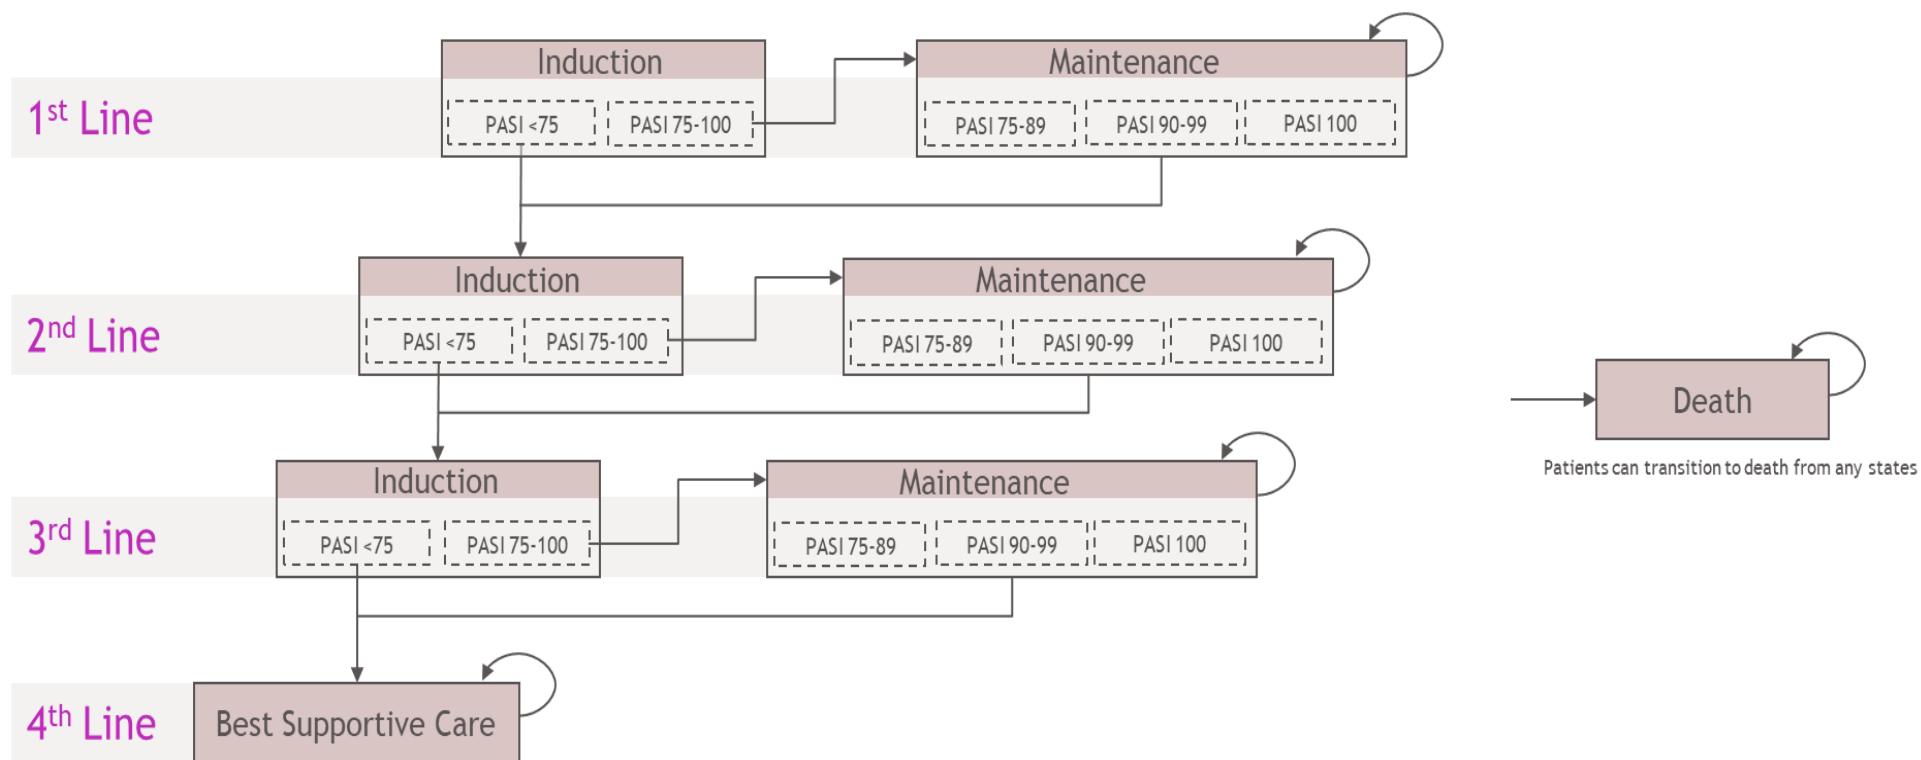 Induction
Maintenance
1st Line
PASI <75
PASI 75-100
PASI 75-89
PASI 90-99
PASI 100
Induction
Maintenance
2nd Line
PASI <75
PASI 75-100
PASI 75-89
PASI 90-99
PASI 100
Death
Patients can transition to death from any states
Induction
Maintenance
3rd Line
PASI <75
PASI 75-100
PASI 75-89
PASI 90-99
PASI 100
4th Line
Best Supportive Care